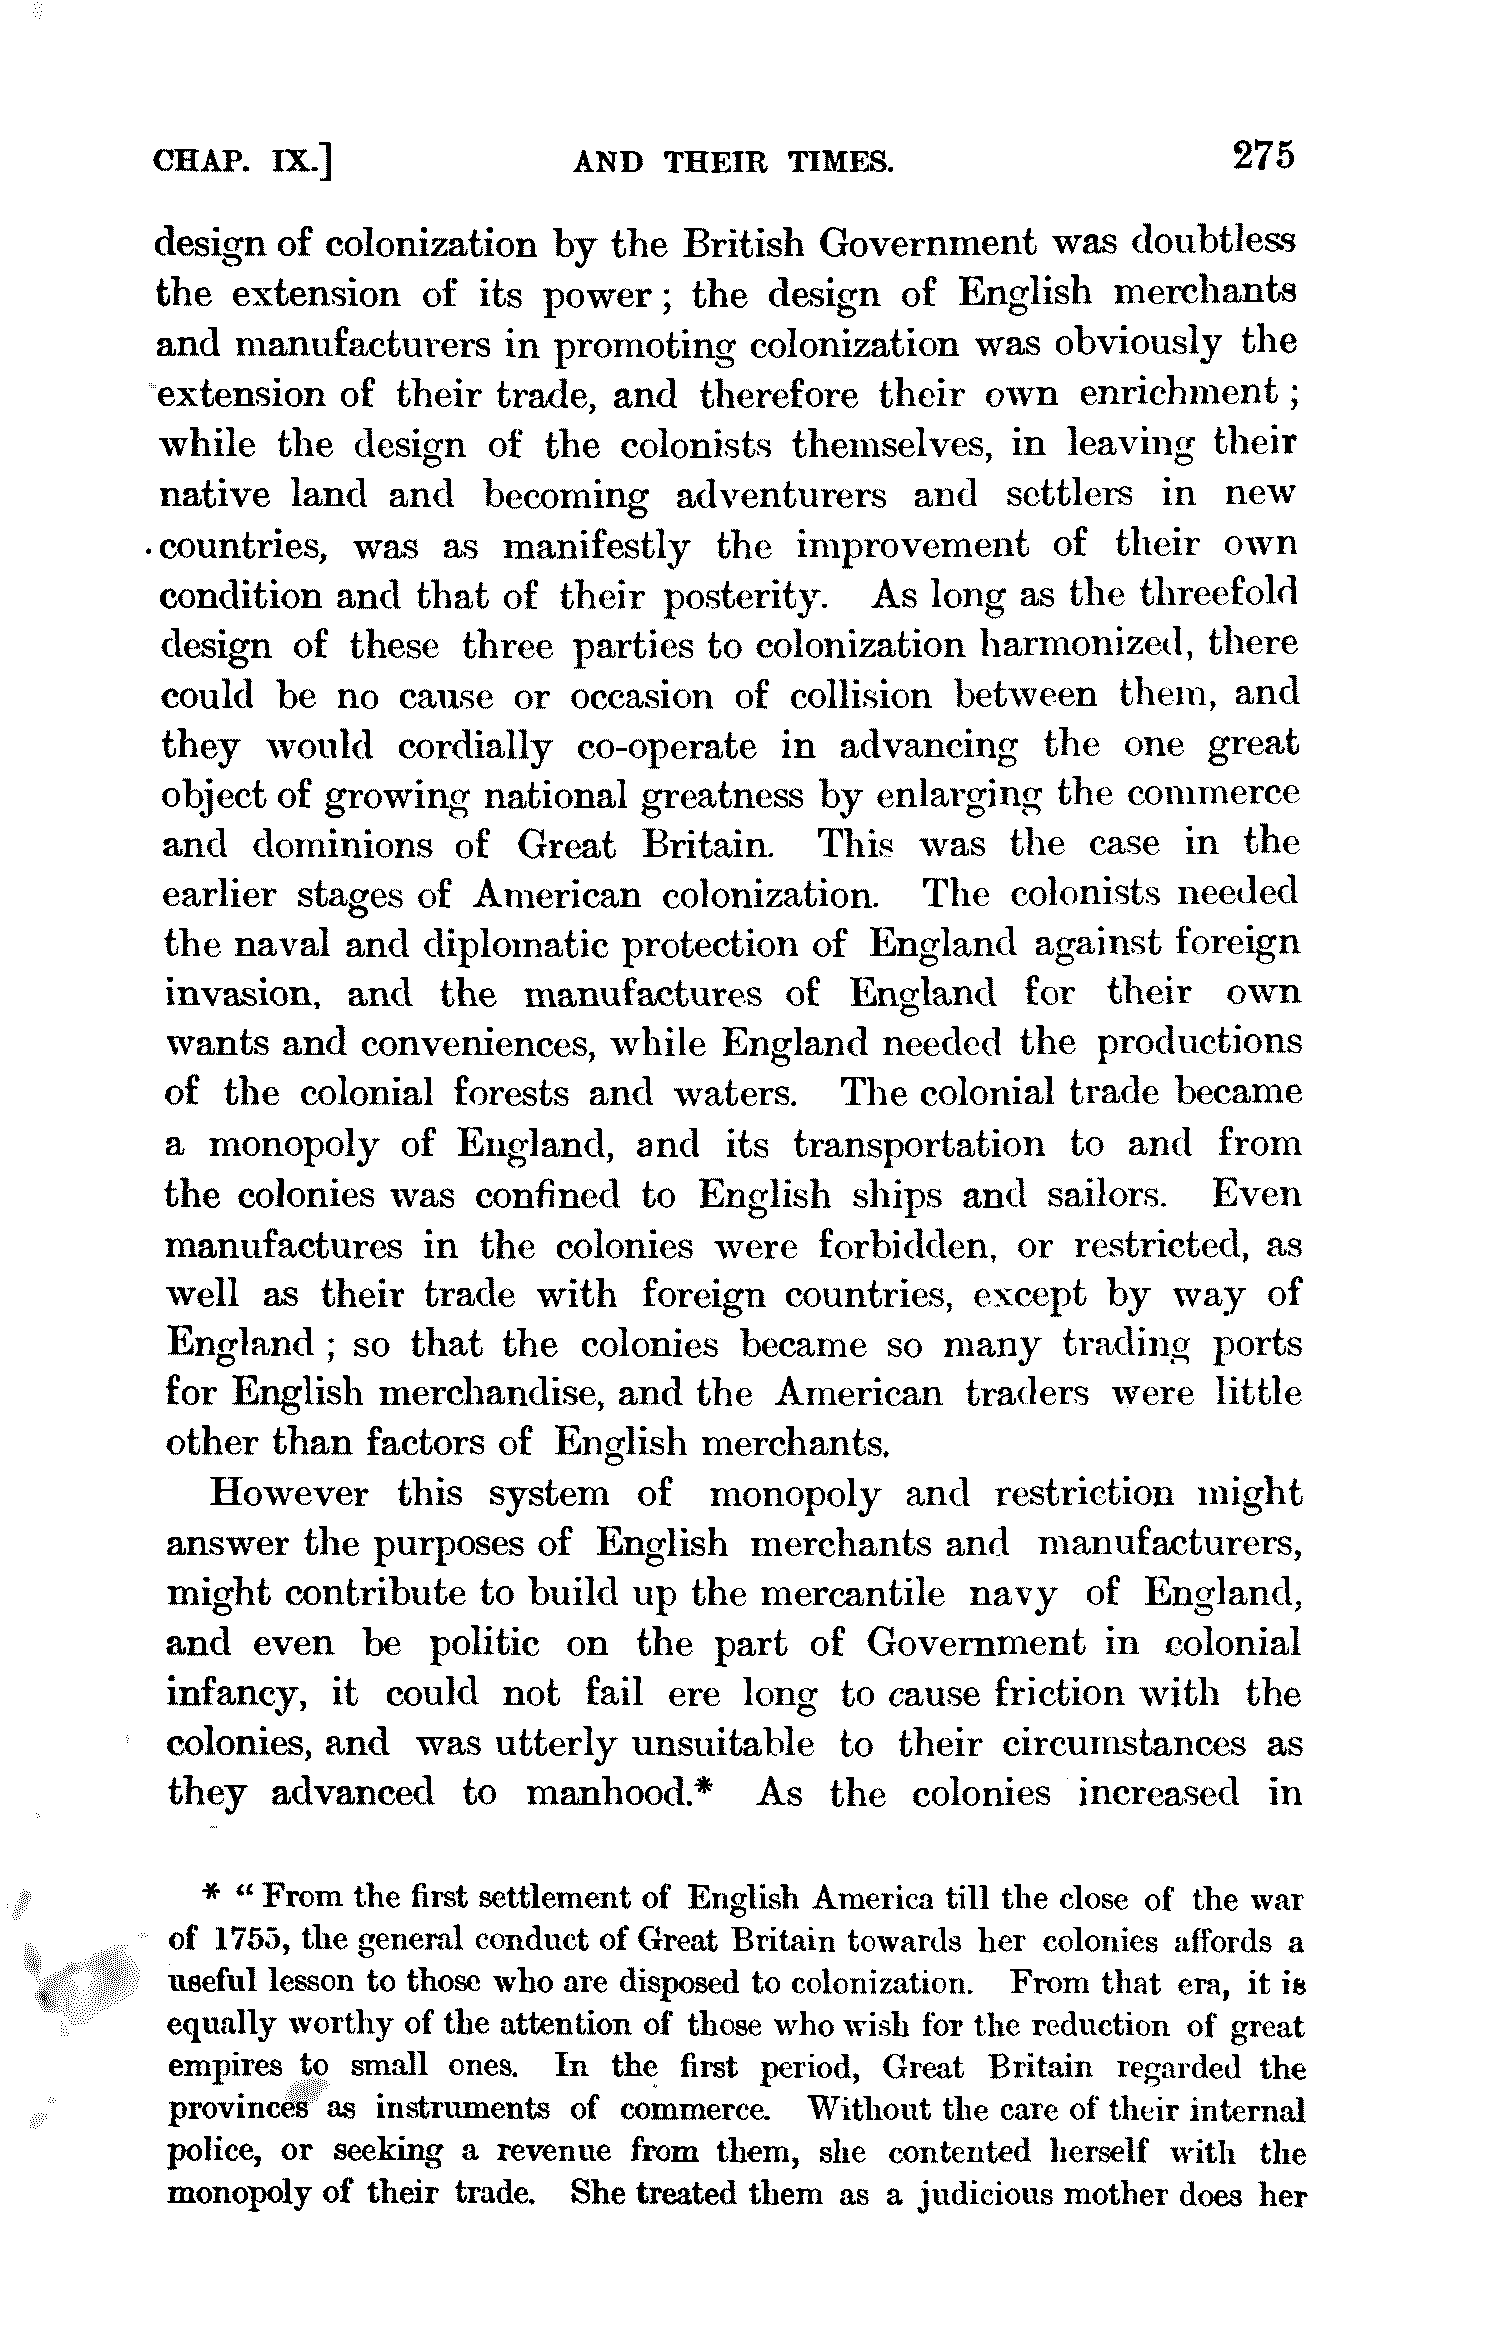 CHAP. IX.] AND THEIR TIMES. 275
design of colonization by the British Government was doubtless
the extension of its power; the design of English merchants
and manufacturers in promoting colonization was obviously the
extension of their trade, and therefore their own enrichment;
while the design of the colonists themselves, in leaving their
native land and becoming adventurers and settlers in new
countries, was as manifestly the improvement of their own
condition and that of their posterity. As long as the threefold
design of these three parties to colonization harmonized, there
could be no cause or occasion of collision between them, and
they would cordially co-operate in advancing the one great
object of growing national greatness by enlarging the commerce
and dominions of Great Britain. This was the case in the
earlier stages of American colonization. The colonists needed
the naval and diplomatic protection of England against foreign
invasion, and the manufactures of England for their own
wants and conveniences, while England needed the productions
of the colonial forests and waters. The colonial trade became
a monopoly of England, and its transportation to and from
the colonies was confined to English ships and sailors. Even
manufactures in the colonies were forbidden, or restricted, as
well as their trade with foreign countries, except by way of
England; so that the colonies became so many trading ports
for English merchandise, and the American traders were little
other than factors of English merchants.
However this system of monopoly and restriction might
answer the purposes of English merchants and manufacturers,
might contribute to build up the mercantile navy of England,
and even be politic on the part of Government in colonial
infancy, it could not fail ere long to cause friction with the
colonies, and was utterly unsuitable to their circumstances as
they advanced to manhood.* As the colonies increased in
* "From the first settlement of English America till the close of the war
of 1755, the general conduct of Great Britain towards her colonies affords a
useful lesson to those who are disposed to colonization. From that era, it is
equally worthy of the attention of those who wish for the reduction of great
empires to small ones. In the first period, Great Britain regarded the
provinces as instruments of commerce. Without the care of their internal
police, or seeking a revenue from them, she contented herself with the
monopoly of their trade. She treated them as a judicious mother does her